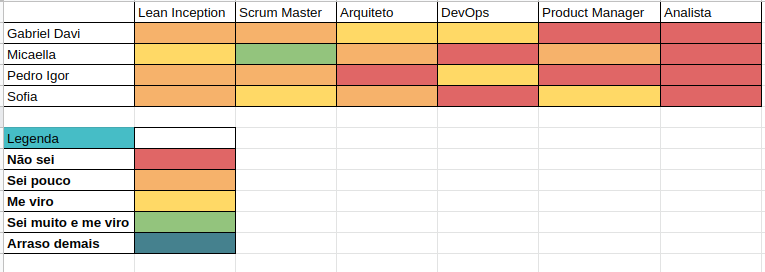 Lean Inception Scrum Master Arquiteto DevOps Product Manager Analista
Gabriel Davi
Micaella
Pedro Igor
Sofia
Legenda
Não sei
Sei pouco
Me viro
Sei muito e me viro
Arraso demais